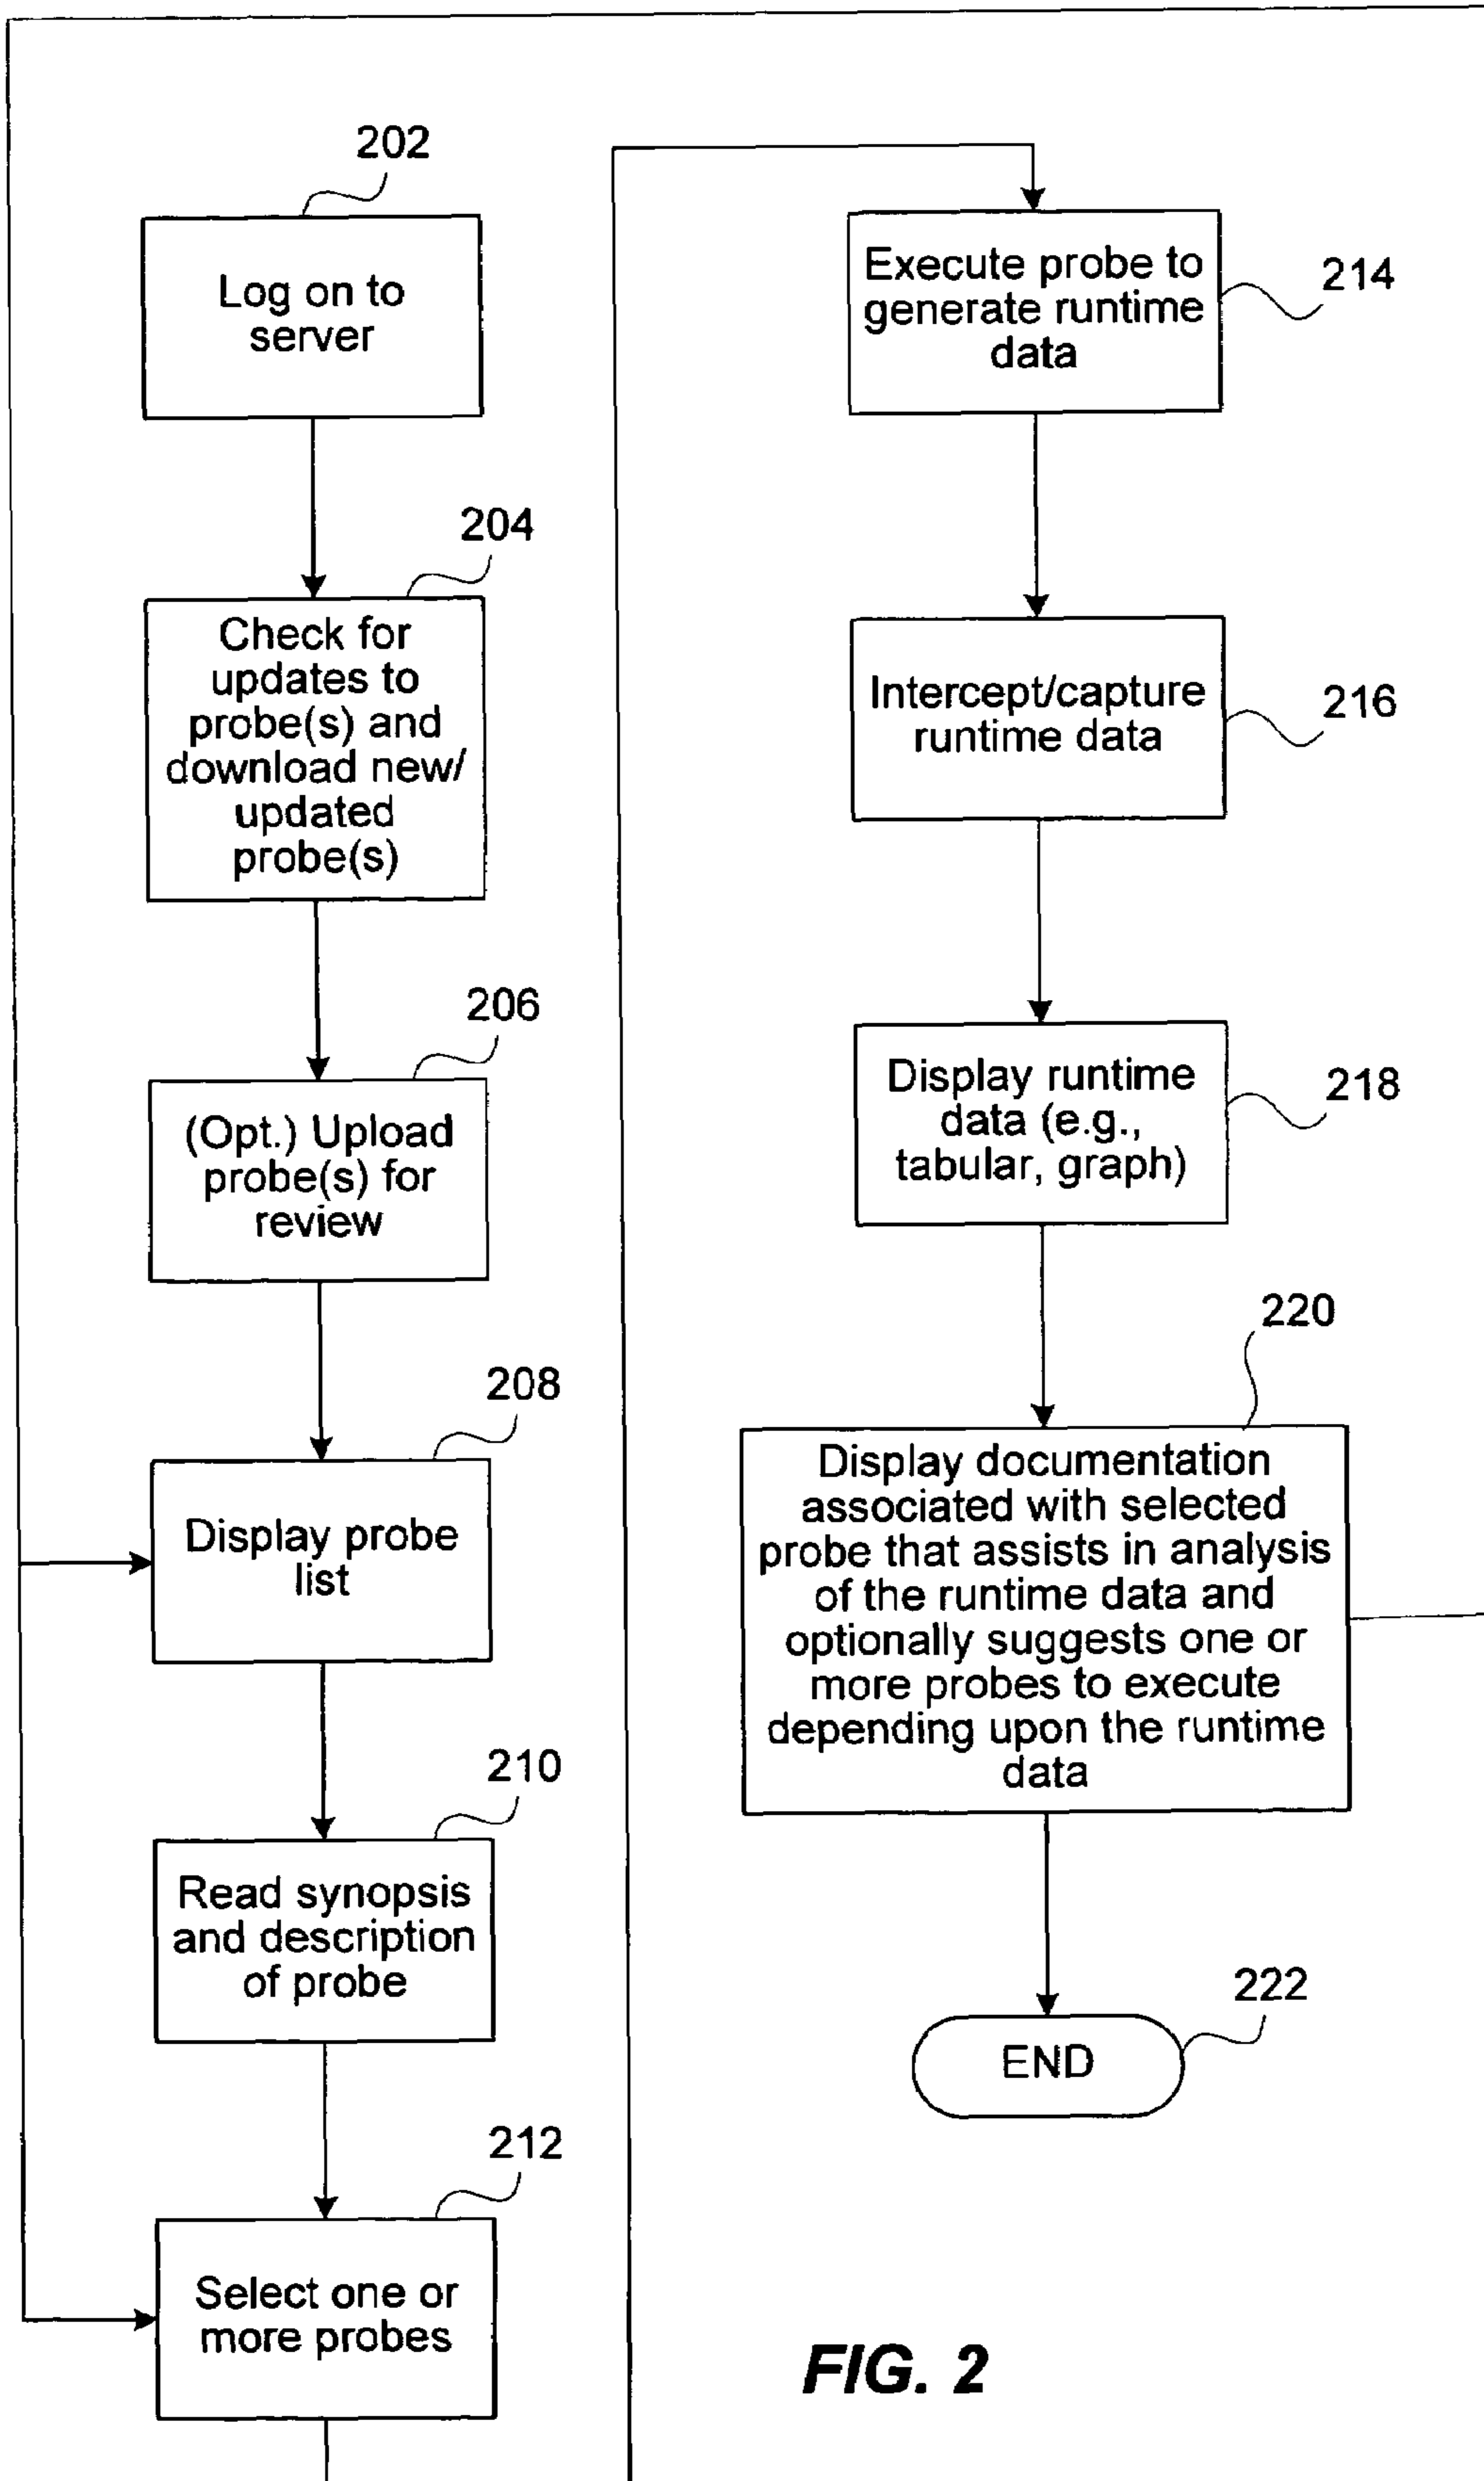 202
Log on to
server
204
Check for
updates to
probe(s) and
download new/
updated
probe(s)
206
(Opt.) Upload
probe(s) for
review
208
Display probe
list
210
Read synopsis
and description
of probe
212
Select one or
more probes
Execute probe to
generate runtime
data
214
Intercept/capture
runtime data
216
Display runtime
data (e.g.,
tabular, graph)
218
220
Display documentation
associated with selected
probe that assists in analysis
of the runtime data and
optionally suggests one or
more probes to execute
depending upon the runtime
data
222
END
FIG. 2